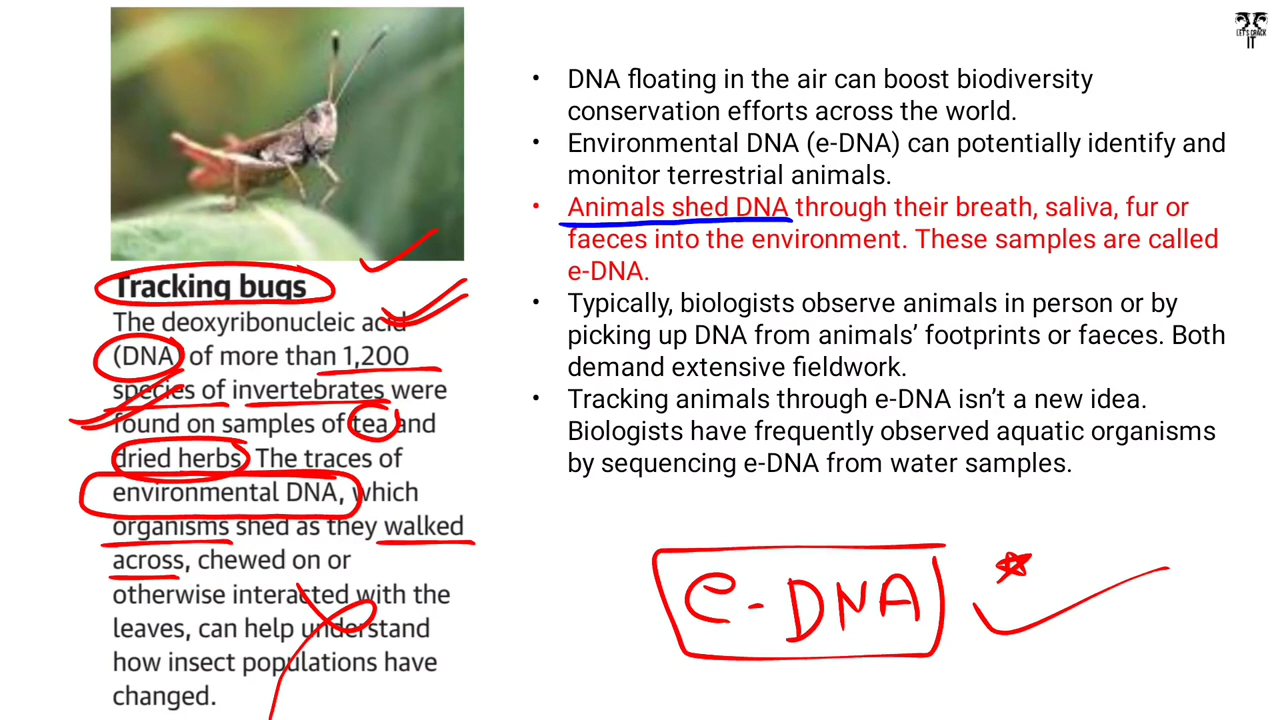 LET'S CRACK
IT
Tracking bugs
The deoxyribonucleic acid
(DNA) of more than 1,200
species of invertebrates were
found on samples of tea and
dried herbs. The traces of
environmental DNA, which
organisms shed as they walked
across, chewed on or
otherwise interacted with the
leaves, can help understand
how insect populations have
changed.
• DNA floating in the air can boost biodiversity
conservation efforts across the world.
• Environmental DNA (e-DNA) can potentially identify and
monitor terrestrial animals.
• Animals shed DNA through their breath, saliva, fur or
faeces into the environment. These samples are called
e-DNA.
• Typically, biologists observe animals in person or by
picking up DNA from animals’ footprints or faeces. Both
demand extensive fieldwork.
• Tracking animals through e-DNA isn’t a new idea.
Biologists have frequently observed aquatic organisms
by sequencing e-DNA from water samples.
e-DNA